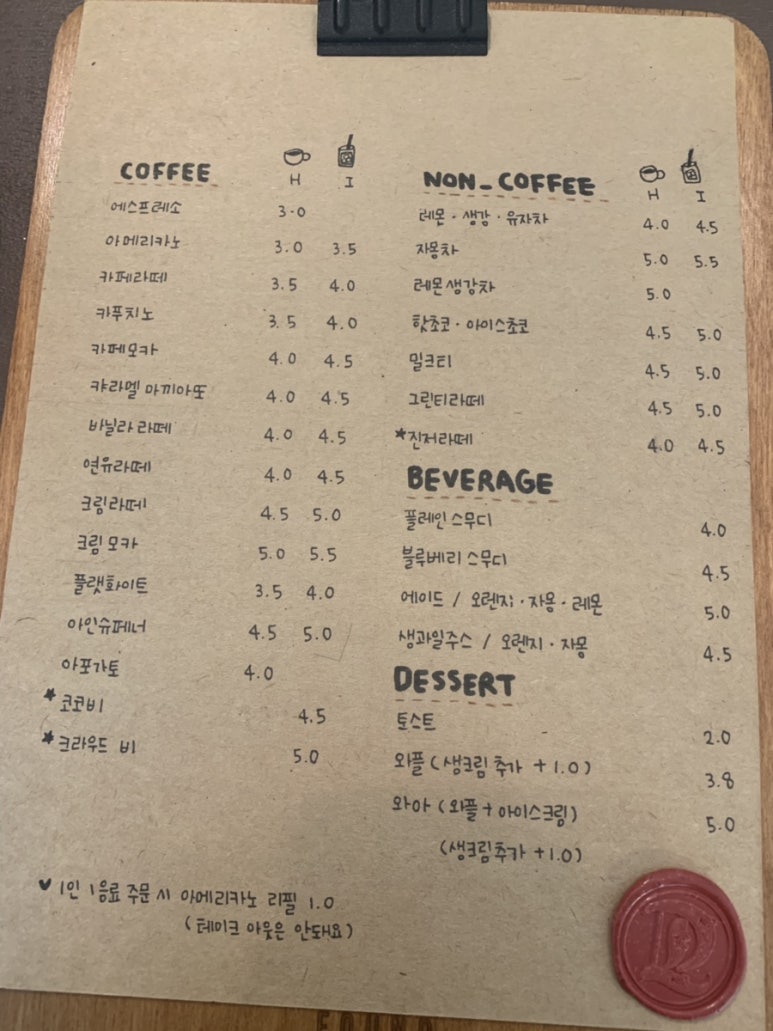 COFFEE H I
에스프레소 3.0
아메리카노 3.0 3.5
카페라떼 3.5 4.0
카푸치노 3.5 4.0
카페모카 4.0 4.5
캬라멜 마끼아또 4.0 4.5
바닐라 라떼 4.0 4.5
연유라떼 4.0 4.5
크림라떼 4.5 5.0
크림 모카 5.0 5.5
플랫화이트 3.5 4.0
아인슈페너 4.5 5.0
아포가토 4.0
★ 코코비 4.5
★ 크라우드 비 5.0
♥ 1인 1음료 주문 시 아메리카노 리필 1.0
(테이크 아웃은 안돼요)
NON-COFFEE H I
레몬·생강·유자차 4.0 4.5
자몽차 5.0 5.5
레몬생강차 5.0
핫초코·아이스초코 4.5 5.0
밀크티 4.5 5.0
그린티라떼 4.5 5.0
★진저라떼 4.0 4.5
BEVERAGE
플레인 스무디 4.0
블루베리 스무디 4.5
에이드 / 오렌지·자몽·레몬 5.0
생과일주스 / 오렌지·자몽 4.5
DESSERT
토스트 2.0
와플 (생크림 추가 +1.0) 3.8
와아 (와플+아이스크림) 5.0
(생크림추가 +1.0)